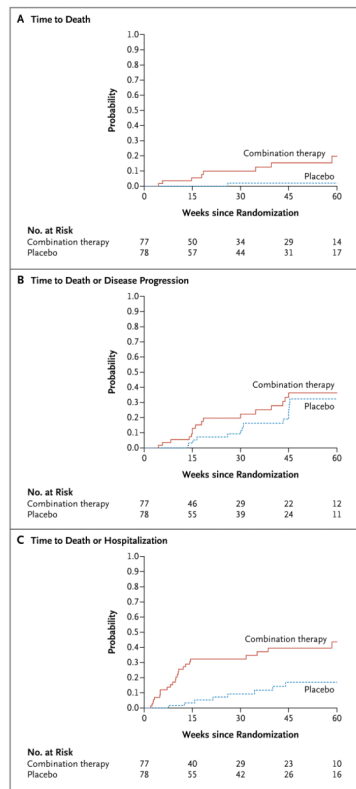 A Time to Death
1.0
0.9
0.8
0.7
0.6
0.5
0.4
0.3
0.2
0.1
0.0
Probability
Combination therapy
Placebo
0 15 30 45 60
Weeks since Randomization
No. at Risk
Combination therapy 77 50 34 29 14
Placebo 78 57 44 31 17
B Time to Death or Disease Progression
1.0
0.9
0.8
0.7
0.6
0.5
0.4
0.3
0.2
0.1
0.0
Probability
Combination therapy
Placebo
0 15 30 45 60
Weeks since Randomization
No. at Risk
Combination therapy 77 46 29 22 12
Placebo 78 55 39 24 11
C Time to Death or Hospitalization
1.0
0.9
0.8
0.7
0.6
0.5
0.4
0.3
0.2
0.1
0.0
Probability
Combination therapy
Placebo
0 15 30 45 60
Weeks since Randomization
No. at Risk
Combination therapy 77 40 29 23 10
Placebo 78 55 42 26 16